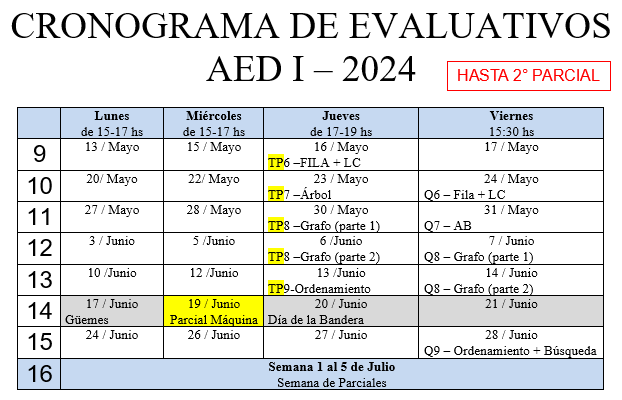 CRONOGRAMA DE EVALUATIVOS
AED I – 2024
HASTA 2° PARCIAL
Lunes Miércoles Jueves Viernes
de 15-17 hs de 15-17 hs de 17-19 hs 15:30 hs
9 13 / Mayo 15 / Mayo 16 / Mayo 17 / Mayo
TP6 –FILA + LC
10 20/ Mayo 22/ Mayo 23 / Mayo 24 / Mayo
TP7 –Árbol Q6 – Fila + LC
11 27 / Mayo 28 / Mayo 30 / Mayo 31 / Mayo
TP8 –Grafo (parte 1) Q7 – AB
12 3 / Junio 5 /Junio 6 /Junio 7 / Junio
TP8 –Grafo (parte 2) Q8 – Grafo (parte 1)
13 10 /Junio 12 /Junio 13 /Junio 14 / Junio
TP9-Ordenamiento Q8 – Grafo (parte 2)
14 17 / Junio 19 / Junio 20 / Junio 21 / Junio
Güemes Parcial Máquina Día de la Bandera
15 24 / Junio 26 / Junio 27 / Junio 28 / Junio
Q9 – Ordenamiento + Búsqueda
16 Semana 1 al 5 de Julio
Semana de Parciales